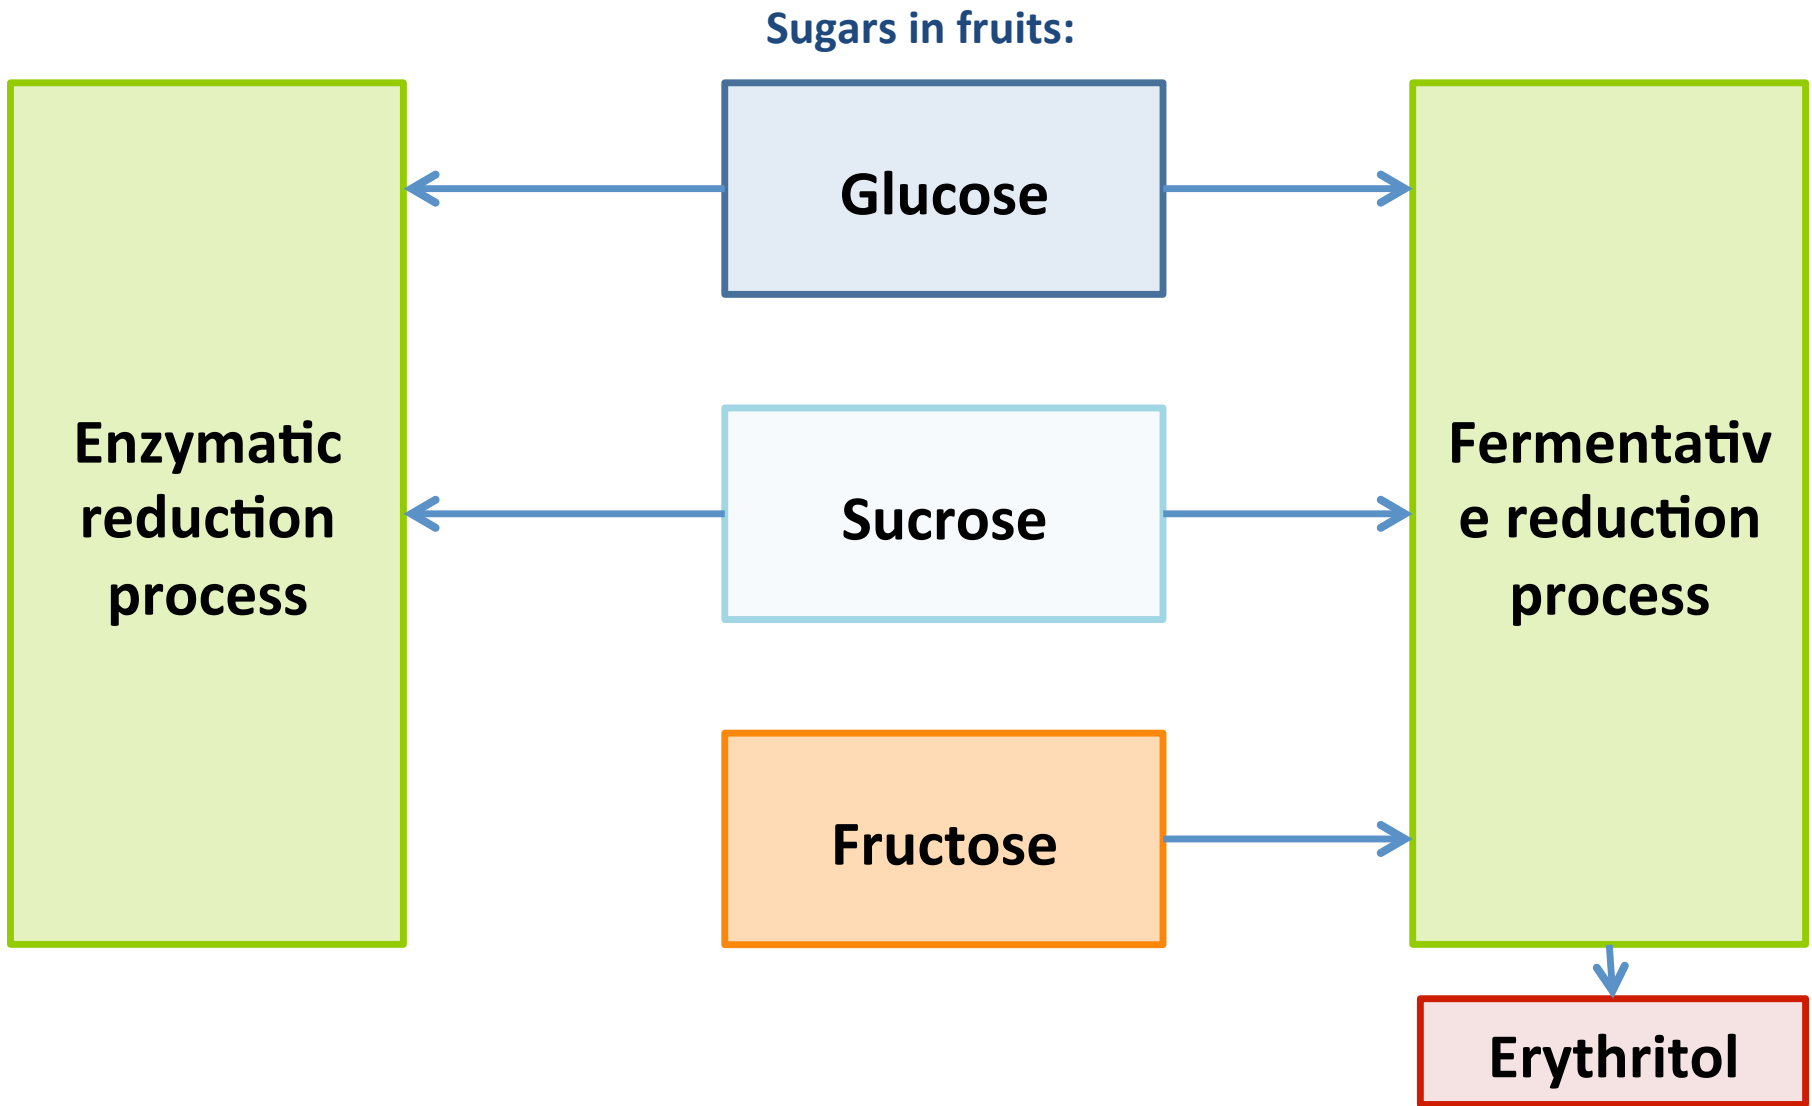 Sugars in fruits:
Enzymatic
reduction
process
Glucose
Sucrose
Fructose
Fermentativ
e reduction
process
Erythritol